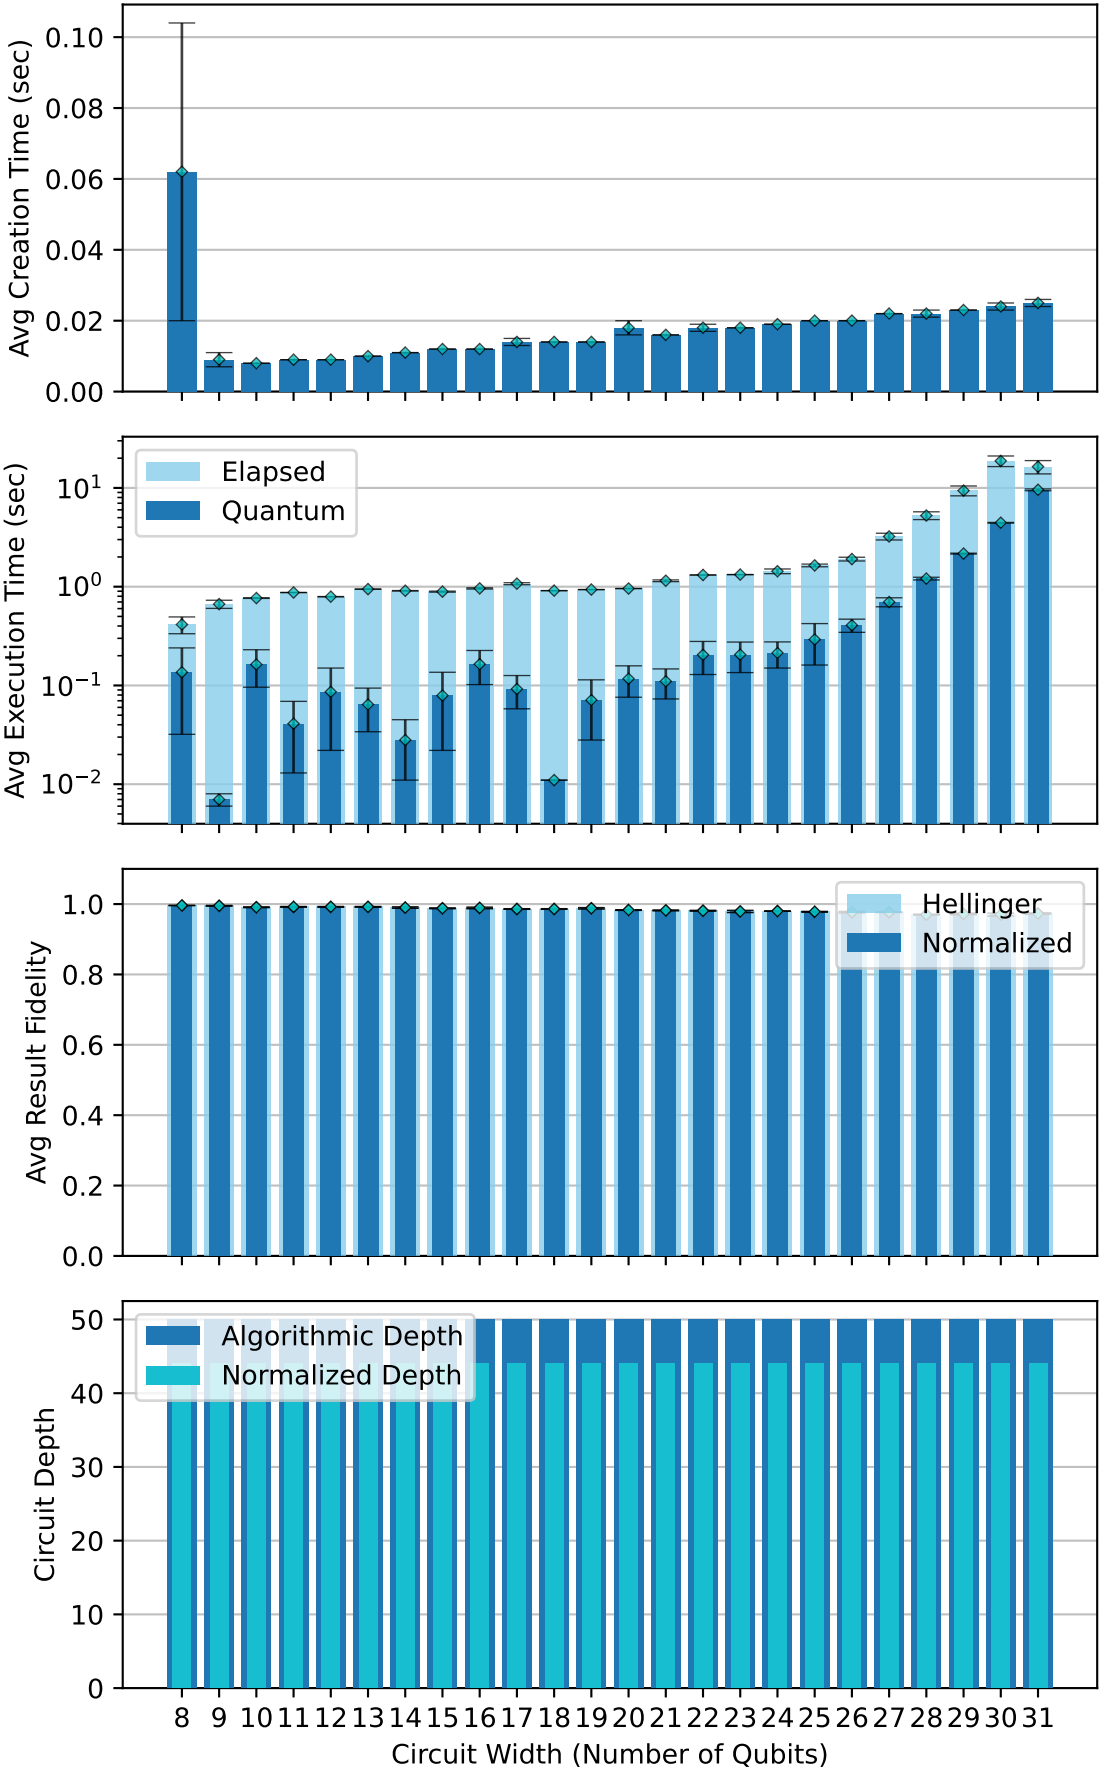 Avg Creation Time (sec)
0.10
0.08
0.06
0.04
0.02
0.00
Avg Execution Time (sec)
10¹
10⁰
10⁻¹
10⁻²
Elapsed
Quantum
Avg Result Fidelity
1.0
0.8
0.6
0.4
0.2
0.0
Hellinger
Normalized
Circuit Depth
50
40
30
20
10
0
Algorithmic Depth
Normalized Depth
8 9 10 11 12 13 14 15 16 17 18 19 20 21 22 23 24 25 26 27 28 29 30 31
Circuit Width (Number of Qubits)